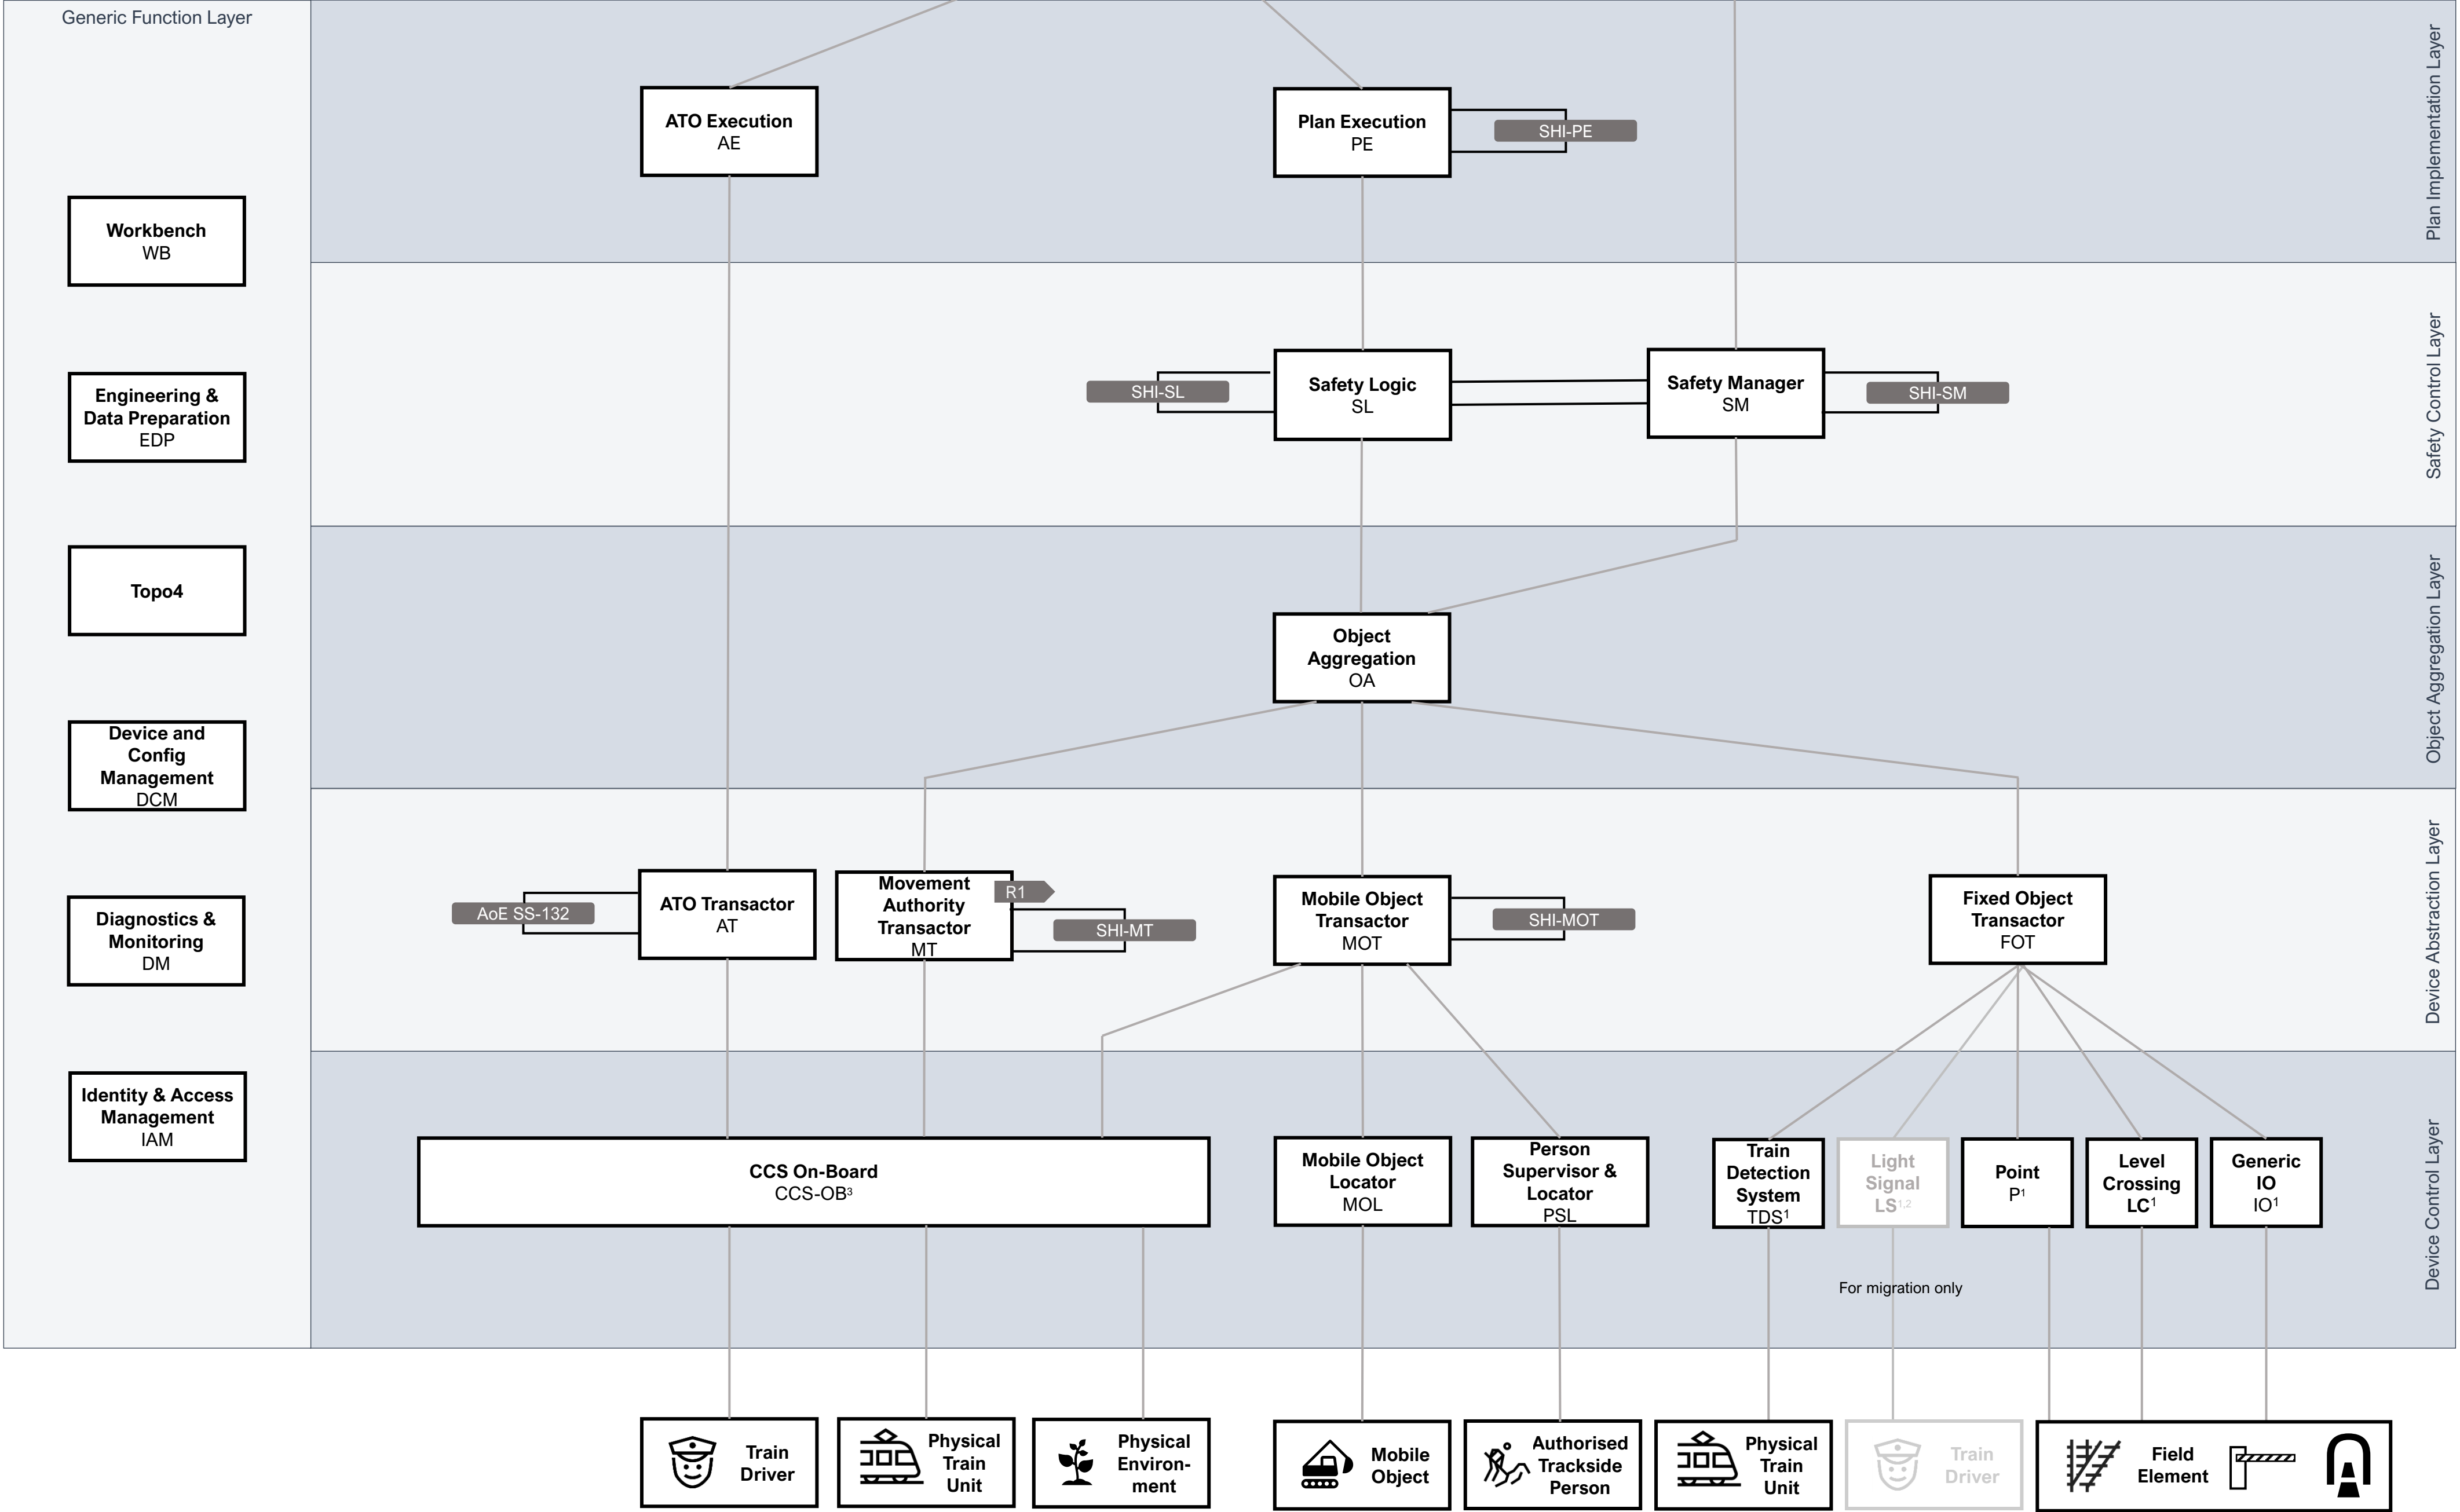 Generic Function Layer
Workbench
WB
Engineering &
Data Preparation
EDP
Topo4
Device and
Config
Management
DCM
Diagnostics &
Monitoring
DM
Identity & Access
Management
IAM
Plan Implementation Layer
ATO Execution
AE
Plan Execution
PE
SHI-PE
Safety Control Layer
SHI-SL
Safety Logic
SL
Safety Manager
SM
SHI-SM
Object Aggregation Layer
Object
Aggregation
OA
Device Abstraction Layer
AoE SS-132
ATO Transactor
AT
Movement
Authority
Transactor
MT
R1
SHI-MT
Mobile Object
Transactor
MOT
SHI-MOT
Fixed Object
Transactor
FOT
Device Control Layer
CCS On-Board
CCS-OB³
Mobile Object
Locator
MOL
Person
Supervisor &
Locator
PSL
Train
Detection
System
TDS¹
Light
Signal
LS¹,²
Point
P¹
Level
Crossing
LC¹
Generic
IO
IO¹
For migration only
Train
Driver
Physical
Train
Unit
Physical
Environ-
ment
Mobile
Object
Authorised
Trackside
Person
Physical
Train
Unit
Train
Driver
Field
Element